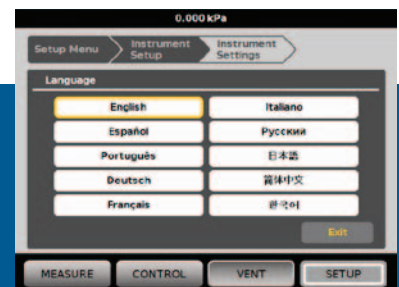 0.000 kPa
Setup Menu Instrument Setup Instrument Settings
Language
English Italiano
Español Русский
Português 日本語
Deutsch 简体中文
Français 한국어
Exit
MEASURE CONTROL VENT SETUP